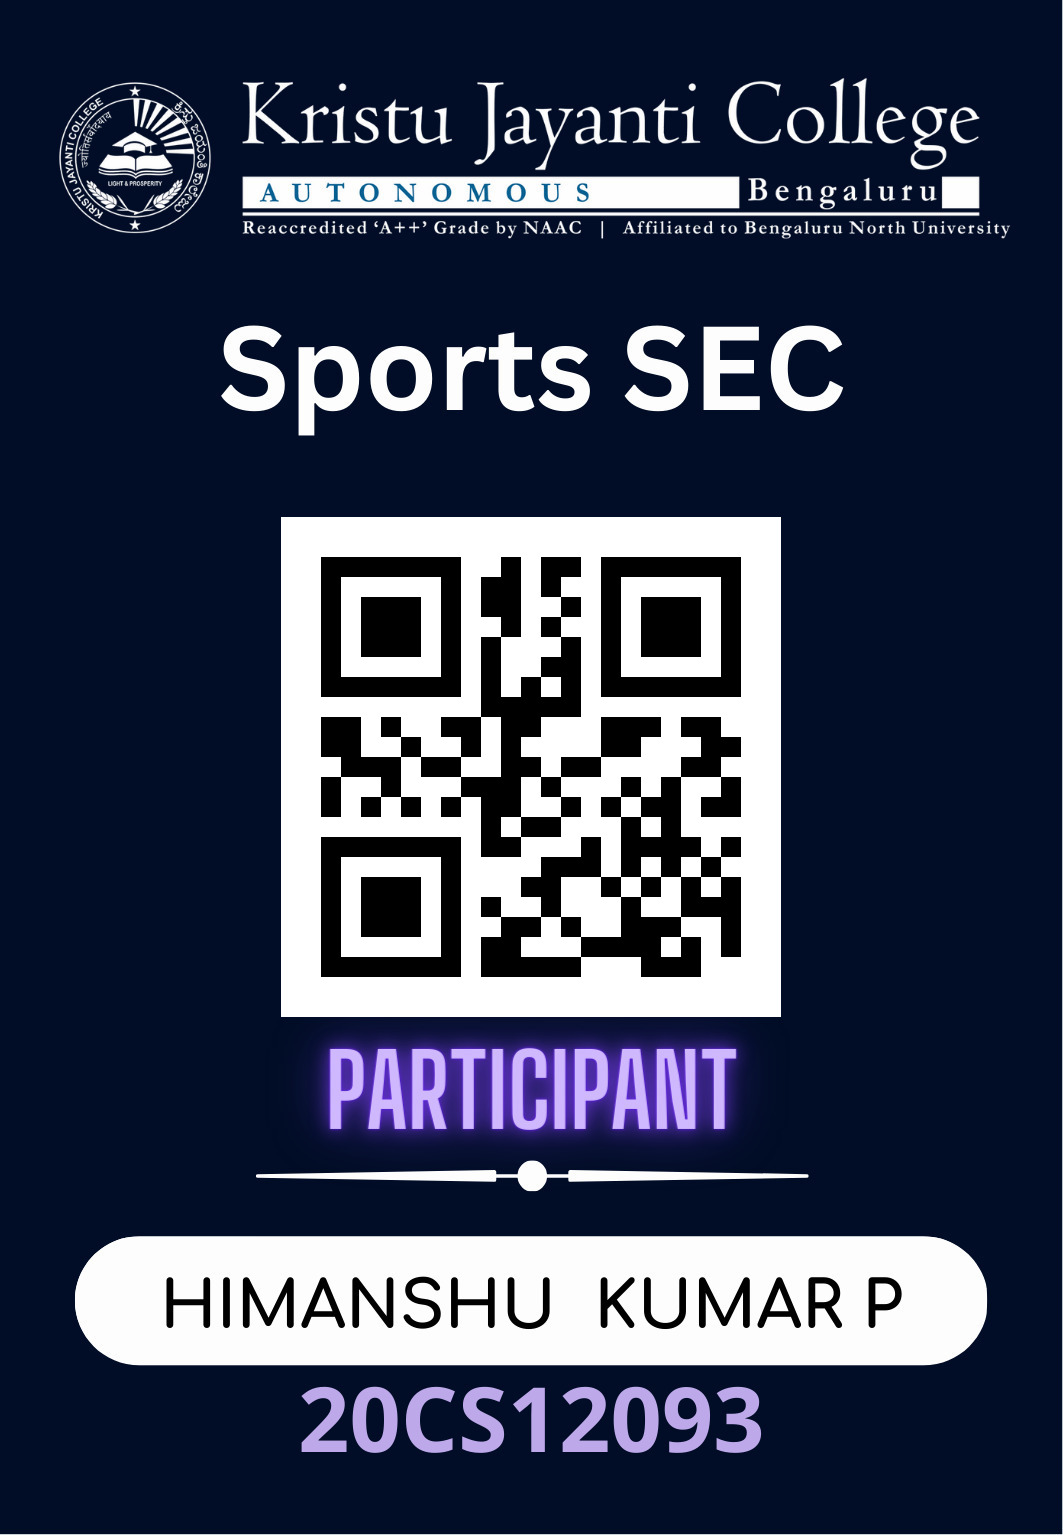 KRISTU JAYANTI COLLEGE
ज्योतिसंवादयाय
LIGHT & PROSPERITY
Kristu Jayanti College
AUTONOMOUS Bengaluru
Reaccredited ‘A++’ Grade by NAAC | Affiliated to Bengaluru North University
Sports SEC
PARTICIPANT
HIMANSHU KUMAR P
20CS12093